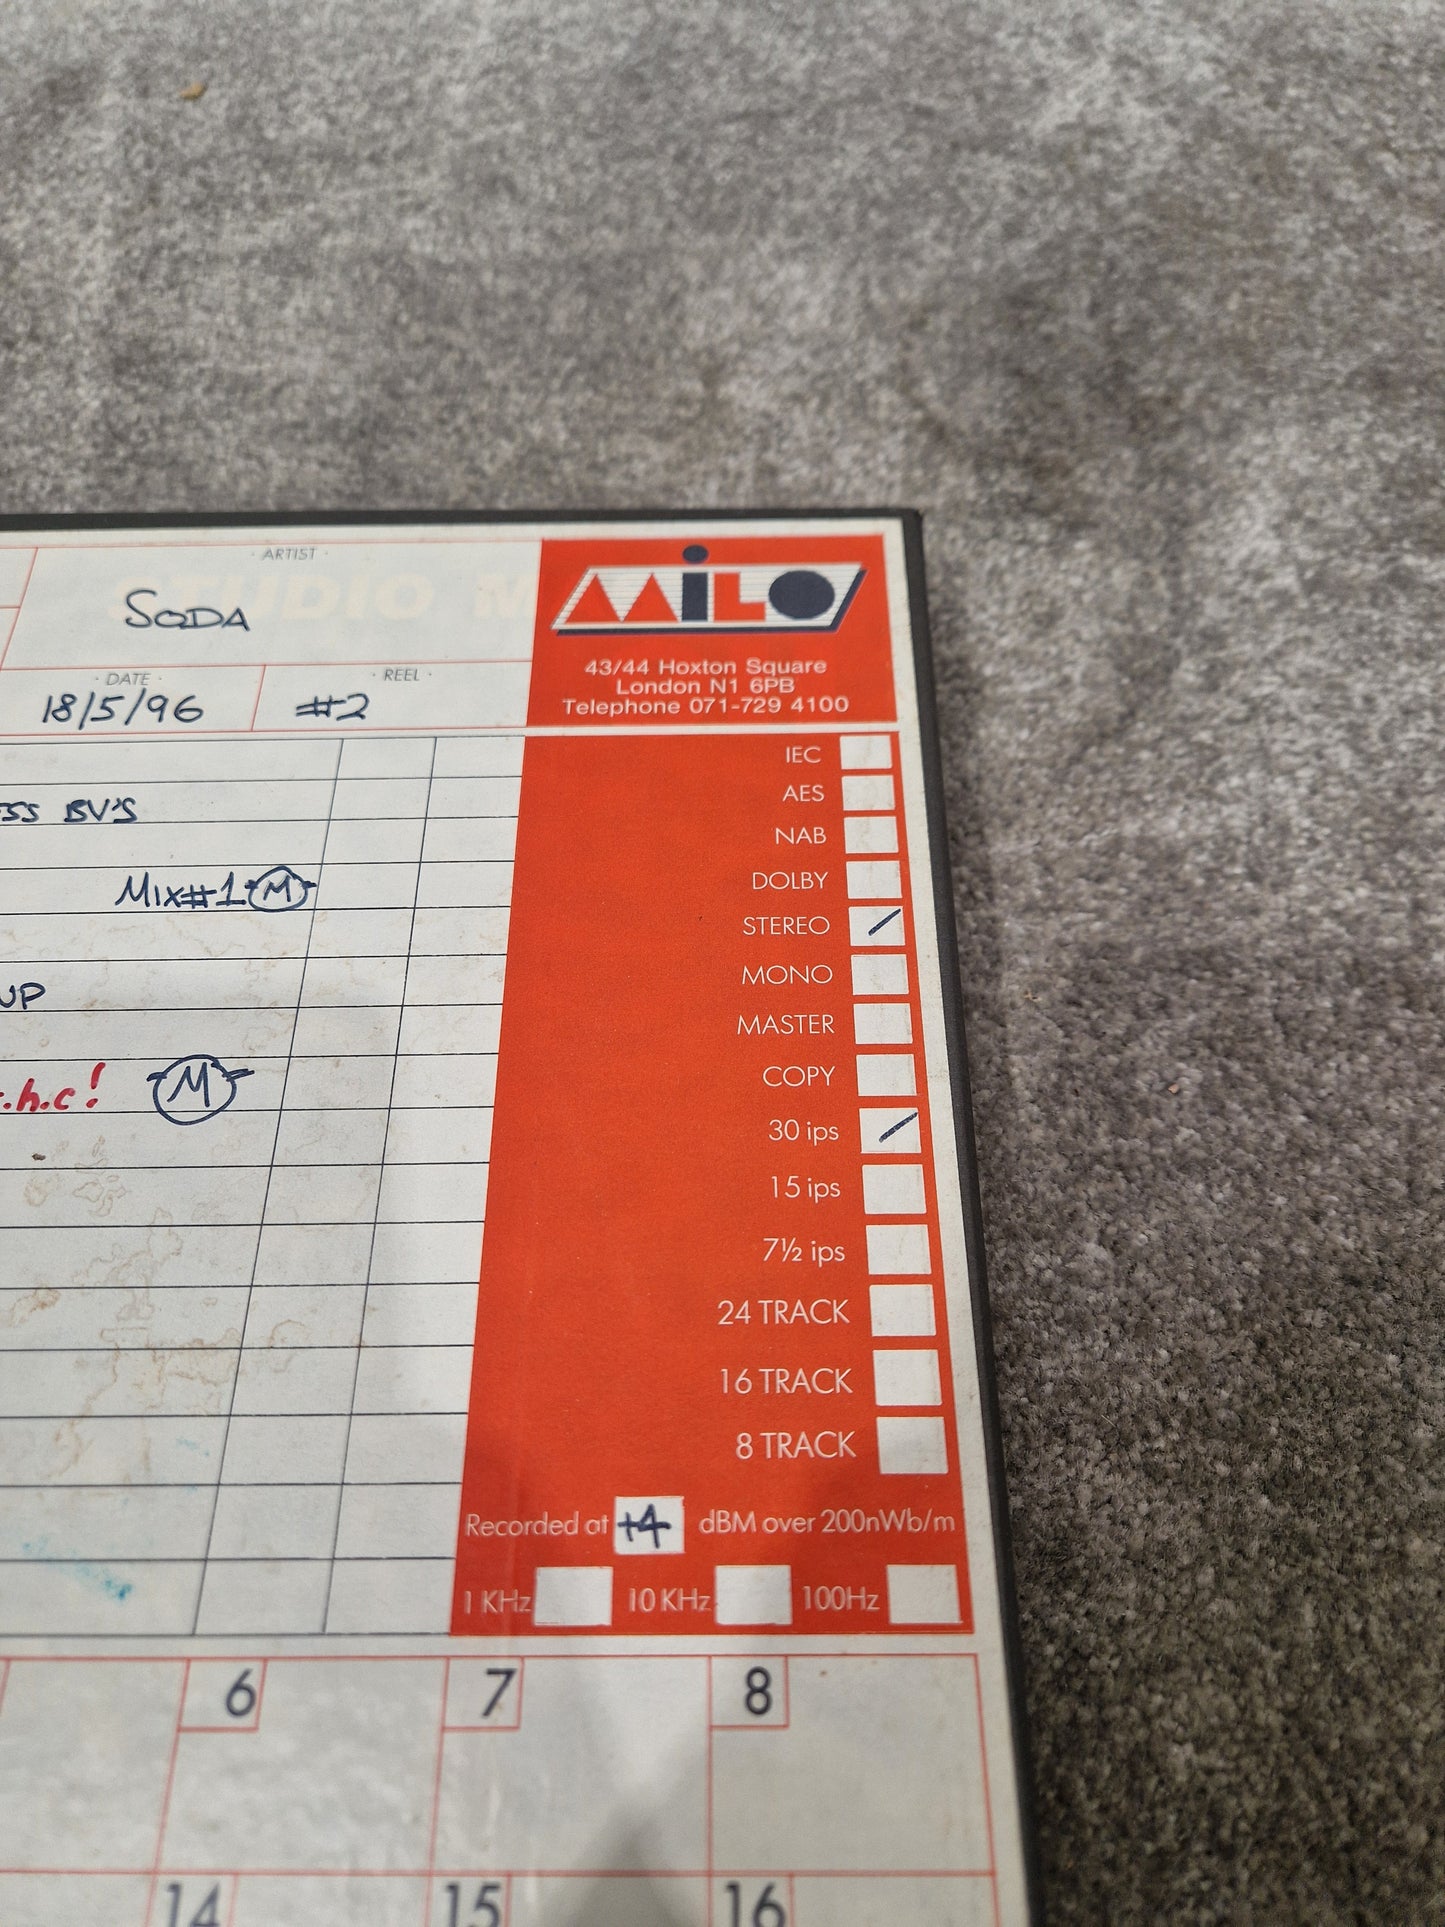 · ARTIST ·
STUDIO M
SODA
MiLO
43/44 Hoxton Square
London N1 6PB
Telephone 071-729 4100
· DATE ·
· REEL ·
18/5/96
#2
IEC
AES
BV'S
NAB
DOLBY
MIX#1 M
STEREO
MONO
UP
MASTER
COPY
.h.c! M
30 ips
15 ips
7½ ips
24 TRACK
16 TRACK
8 TRACK
Recorded at +4 dBM over 200nWb/m
1 KHz 10 KHz 100Hz
6 7 8
14 15 16